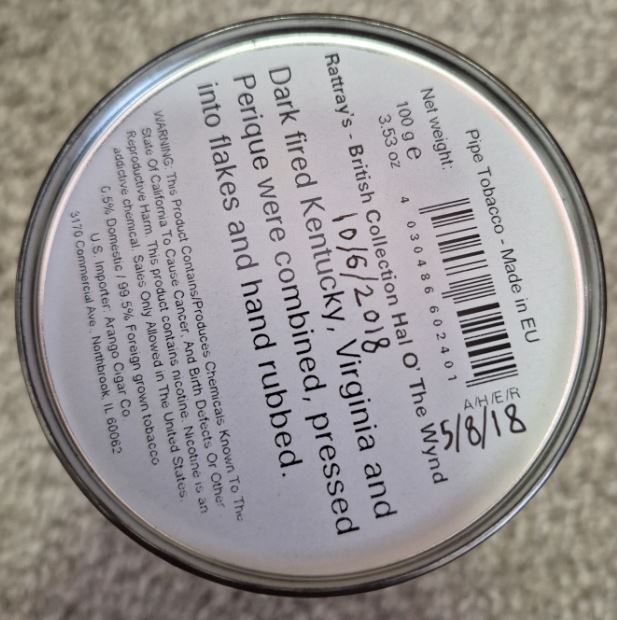 Pipe Tobacco - Made in EU
Net weight:
100 g e
3.53 oz
4 030486 602401
A/H/E/R
5/8/18
Rattray's - British Collection Hal O' The Wynd
10/6/2018
Dark fired Kentucky, Virginia and
Perique were combined, pressed
into flakes and hand rubbed.
WARNING: This Product Contains/Produces Chemicals Known To The
State Of California To Cause Cancer, And Birth Defects Or Other
Reproductive Harm. This product contains nicotine. Nicotine is an
addictive chemical. Sales Only Allowed in The United States.
0.5% Domestic / 99.5% Foreign grown tobacco
U.S. Importer: Arango Cigar Co.
3170 Commercial Ave., Northbrook, IL 60062